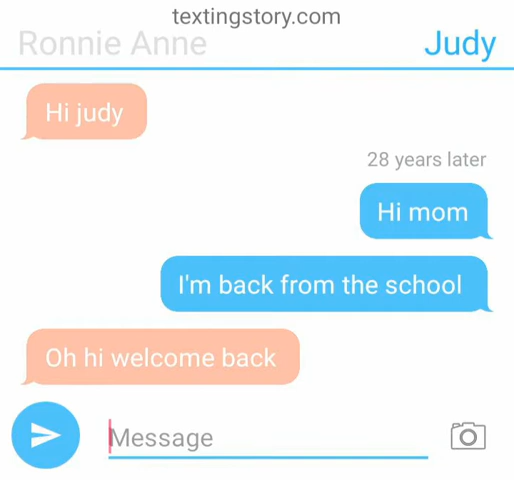 textingstory.com
Ronnie Anne
Judy
Hi judy
28 years later
Hi mom
I'm back from the school
Oh hi welcome back
Message